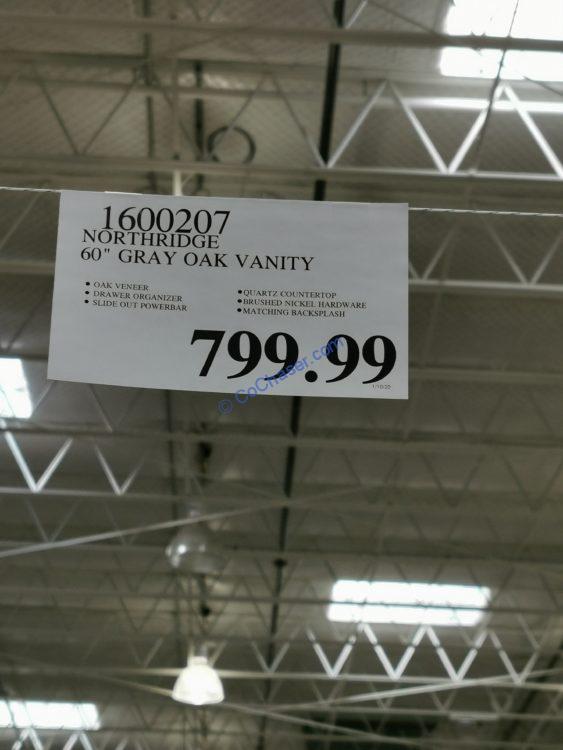 1600207
NORTHRIDGE
60" GRAY OAK VANITY
• OAK VENEER
• DRAWER ORGANIZER
• SLIDE OUT POWERBAR
• QUARTZ COUNTERTOP
• BRUSHED NICKEL HARDWARE
• MATCHING BACKSPLASH
799.99
© CoChaser.com